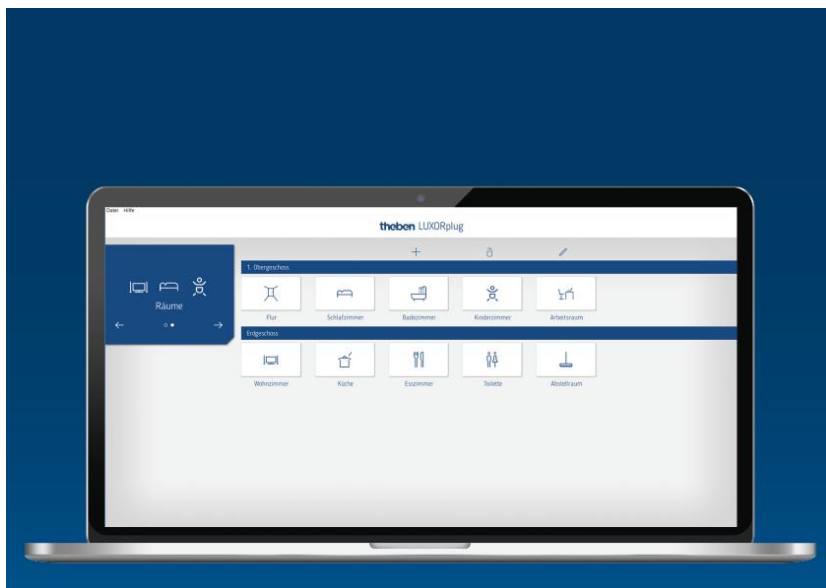 Datei Hilfe
theben LUXORplug
1. Obergeschoss
Räume
Flur Schlafzimmer Badezimmer Kinderzimmer Arbeitsraum
Erdgeschoss
Wohnzimmer Küche Esszimmer Toilette Abstellraum